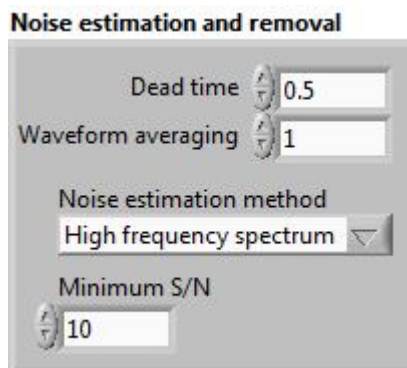 Noise estimation and removal
Dead time 0.5
Waveform averaging 1
Noise estimation method
High frequency spectrum
Minimum S/N
10